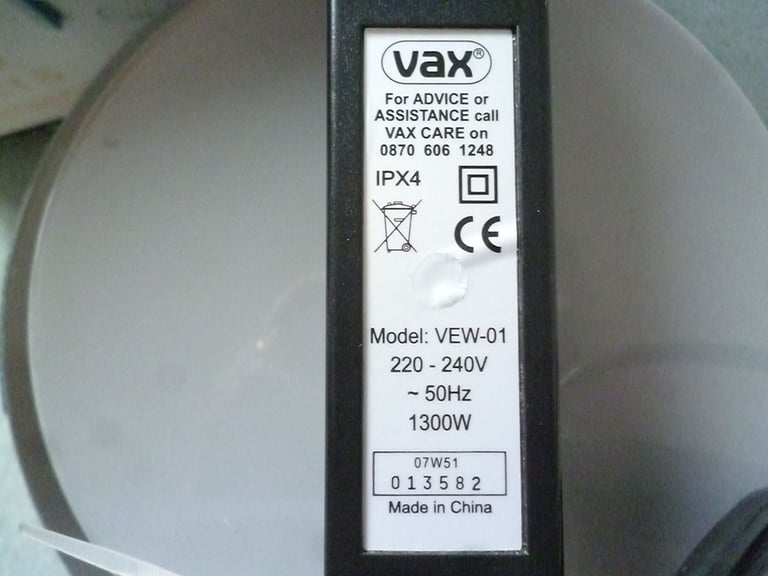 vax®
For ADVICE or
ASSISTANCE call
VAX CARE on
0870 606 1248
IPX4
CE
Model: VEW-01
220 - 240V
~ 50Hz
1300W
07W51
013582
Made in China